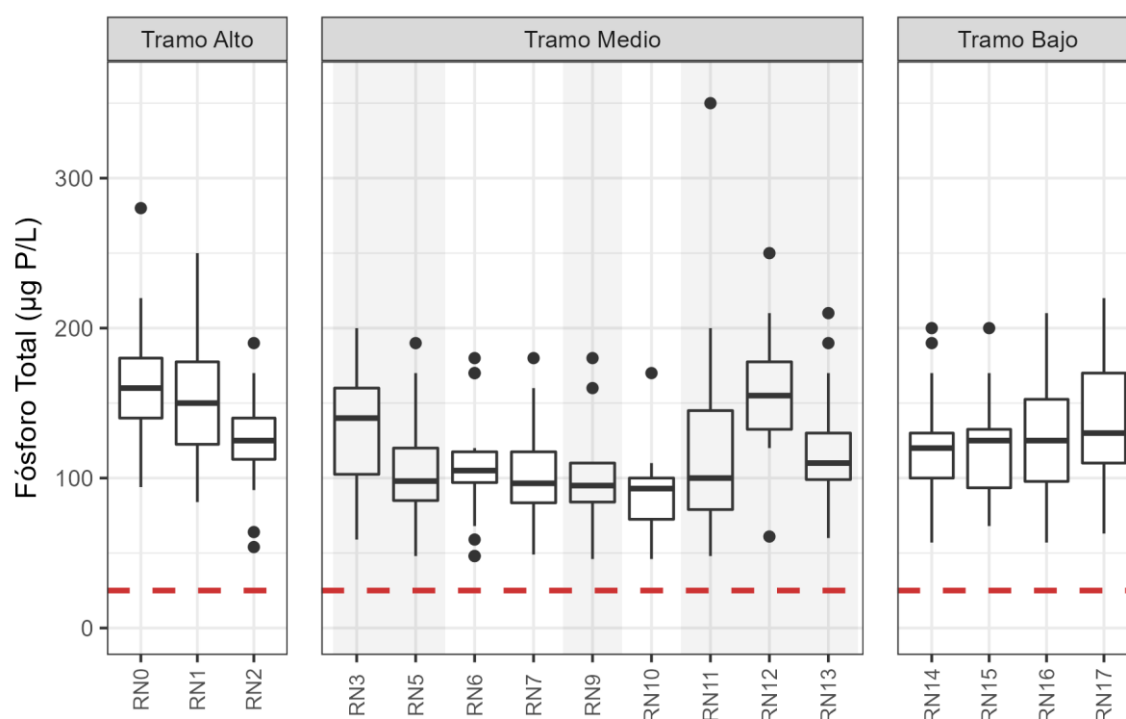 Tramo Alto
Tramo Medio
Tramo Bajo
Fósforo Total (µg P/L)
300
200
100
0
RN0
RN1
RN2
RN3
RN5
RN6
RN7
RN9
RN10
RN11
RN12
RN13
RN14
RN15
RN16
RN17